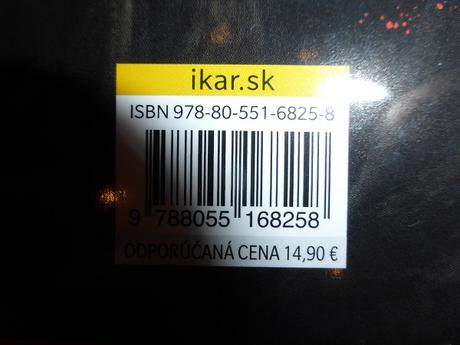 ikar.sk
ISBN 978-80-551-6825-8
9 788055 168258
ODPORÚČANÁ CENA 14,90 €